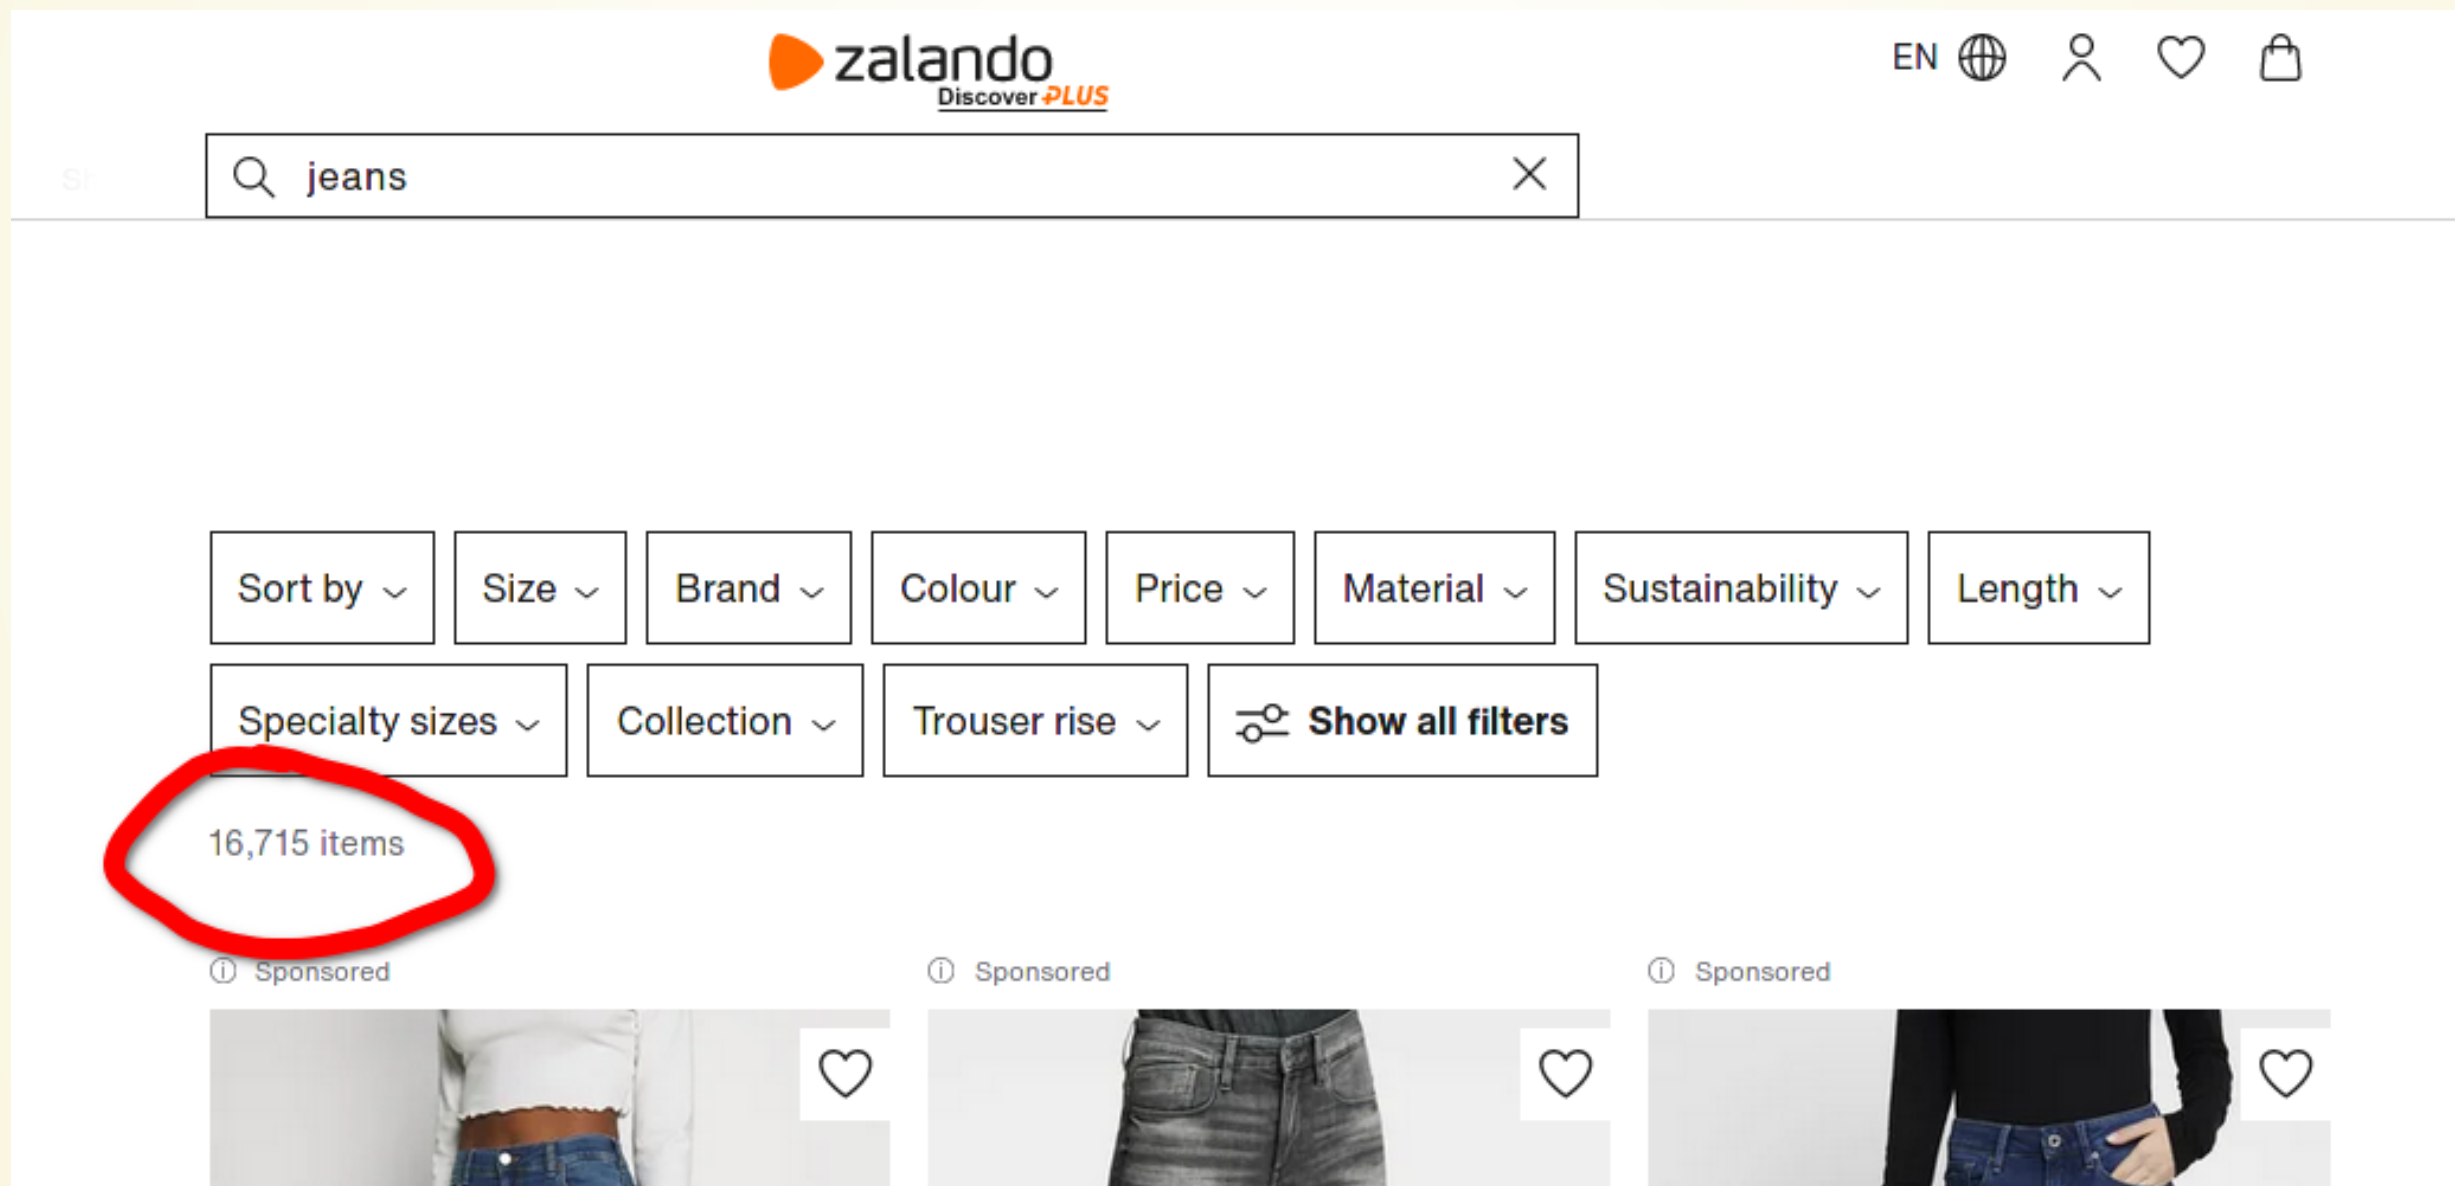 zalando
Discover PLUS
EN
jeans
Sort by
Size
Brand
Colour
Price
Material
Sustainability
Length
Specialty sizes
Collection
Trouser rise
Show all filters
16,715 items
Sponsored
Sponsored
Sponsored